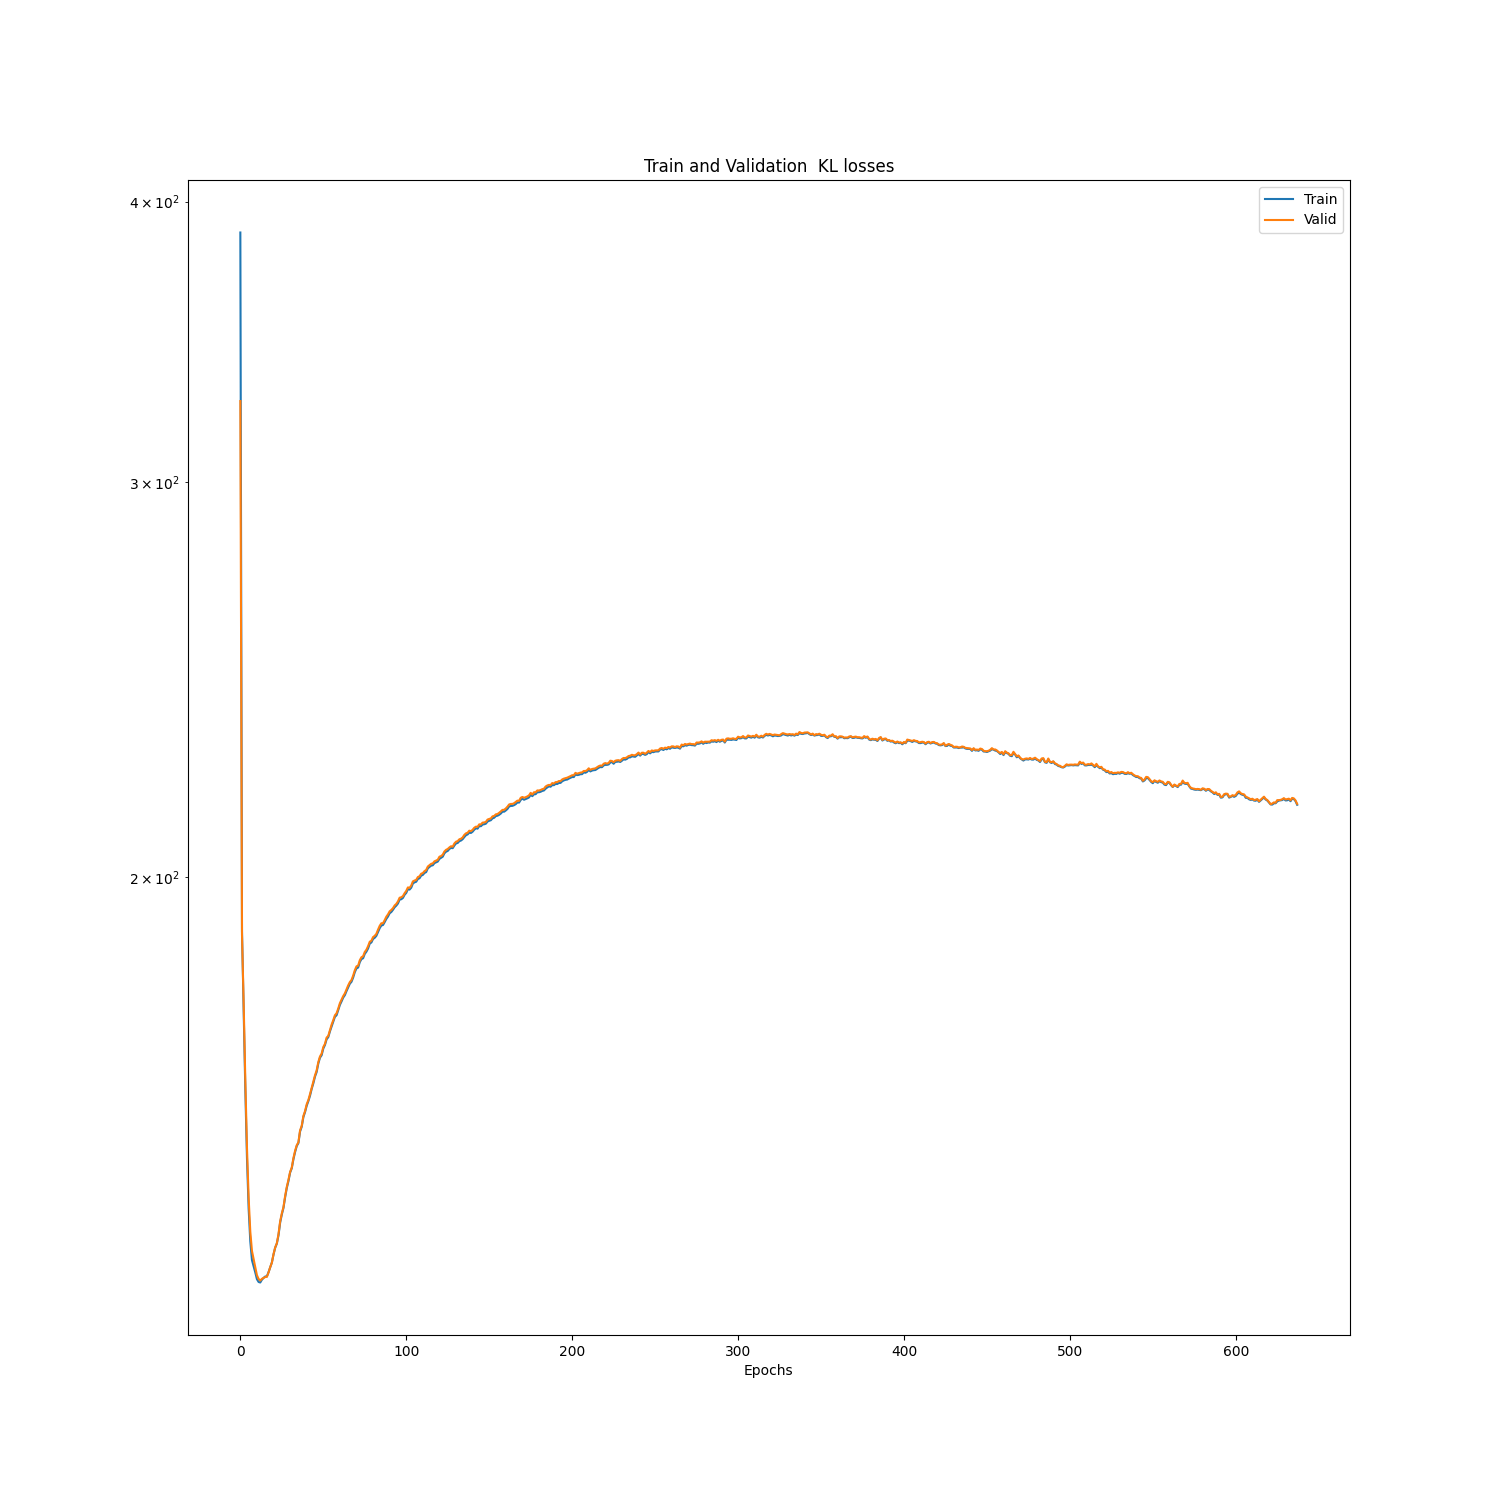 Train and Validation  KL losses
4 × 10²
3 × 10²
2 × 10²
Train
Valid
0 100 200 300 400 500 600
Epochs